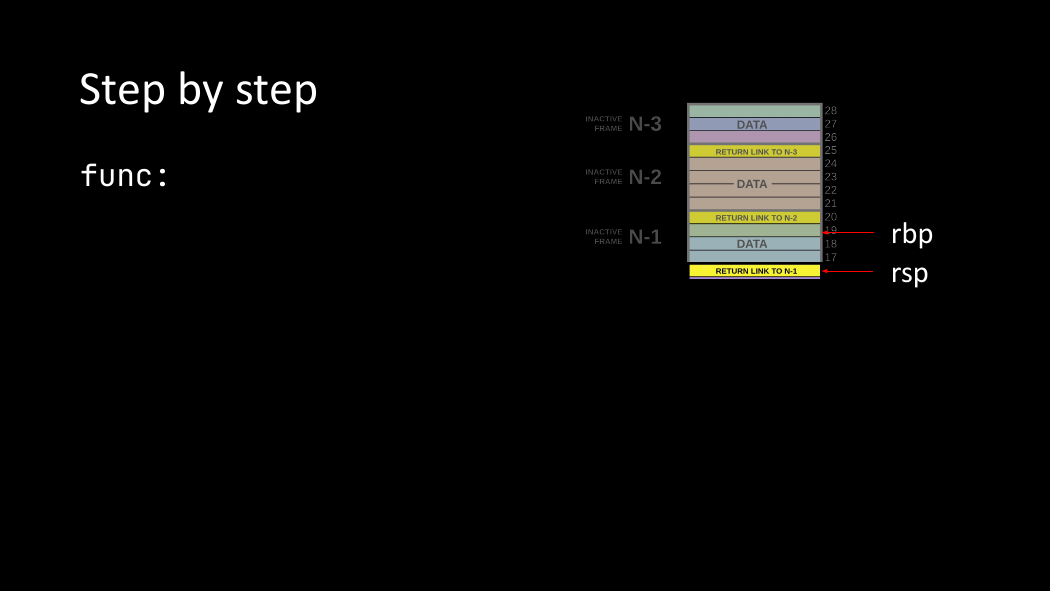 Step by step
func:
INACTIVE
FRAME N-3
DATA
28
27
26
RETURN LINK TO N-3
25
INACTIVE
FRAME N-2
DATA
24
23
22
21
RETURN LINK TO N-2
20
INACTIVE
FRAME N-1
DATA
19
18
17
RETURN LINK TO N-1
rbp
rsp